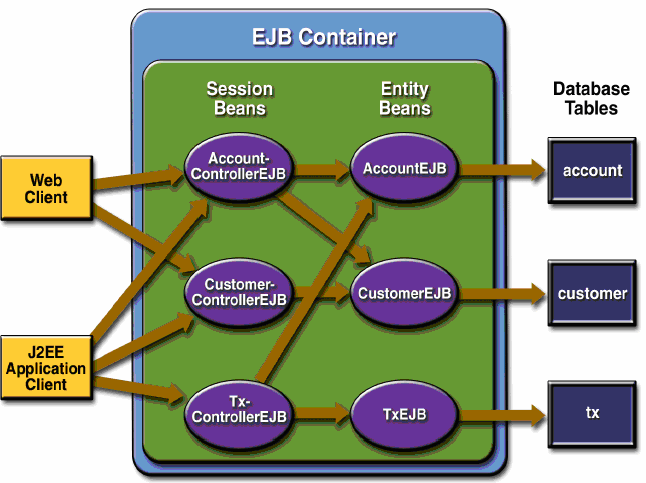 EJB Container
Session
Beans
Entity
Beans
Database
Tables
Web
Client
Account-
ControllerEJB
AccountEJB
account
Customer-
ControllerEJB
CustomerEJB
customer
J2EE
Application
Client
Tx-
ControllerEJB
TxEJB
tx